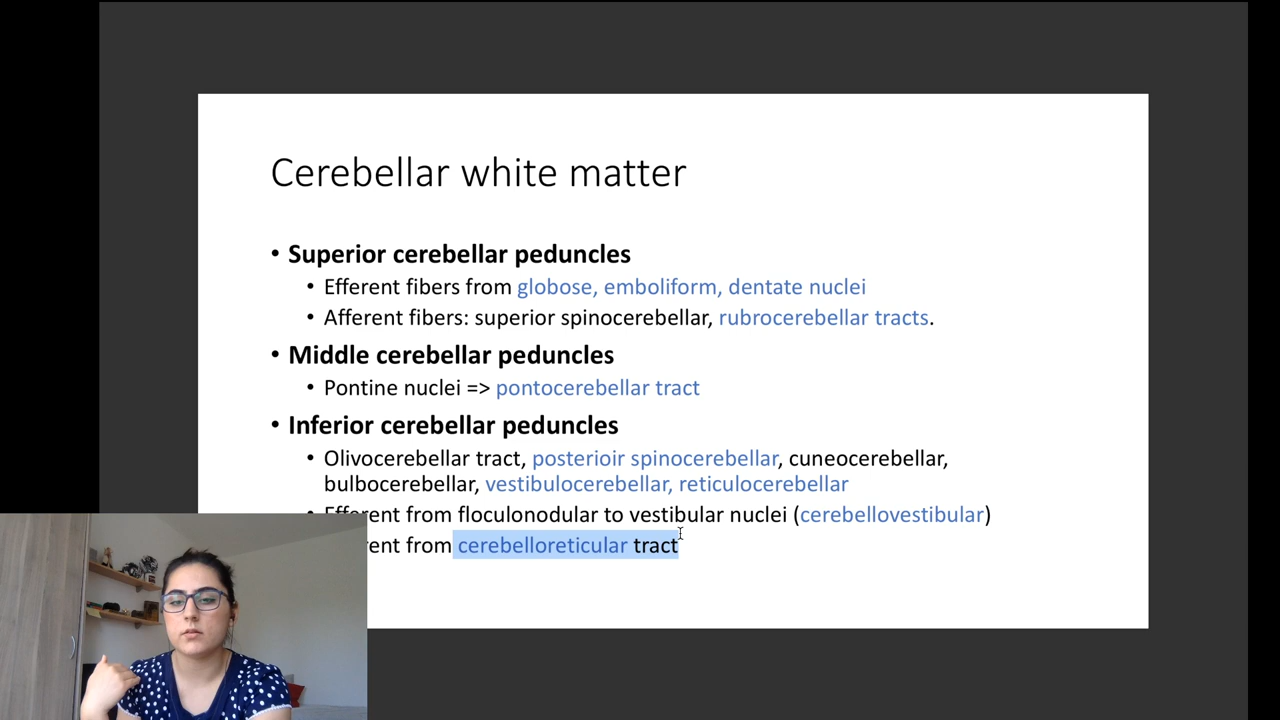 Cerebellar white matter
• Superior cerebellar peduncles
• Efferent fibers from globose, emboliform, dentate nuclei
• Afferent fibers: superior spinocerebellar, rubrocerebellar tracts.
• Middle cerebellar peduncles
• Pontine nuclei => pontocerebellar tract
• Inferior cerebellar peduncles
• Olivocerebellar tract, posterioir spinocerebellar, cuneocerebellar,
bulbocerebellar, vestibulocerebellar, reticulocerebellar
• Efferent from floculonodular to vestibular nuclei (cerebellovestibular)
from cerebelloreticular tract